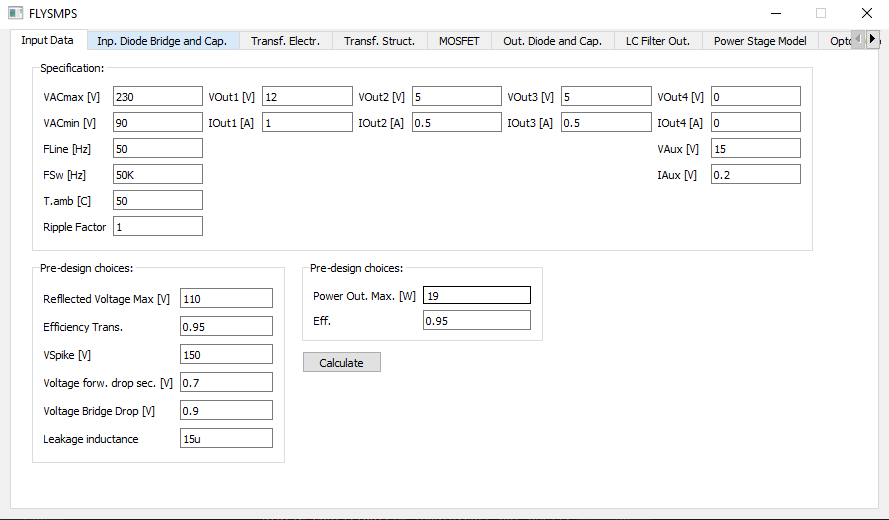 FLYSMPS
Input Data Inp. Diode Bridge and Cap. Transf. Electr. Transf. Struct. MOSFET Out. Diode and Cap. LC Filter Out. Power Stage Model
Specification:
VACmax [V] 230 VOut1 [V] 12 VOut2 [V] 5 VOut3 [V] 5 VOut4 [V] 0
VACmin [V] 90 IOut1 [A] 1 IOut2 [A] 0.5 IOut3 [A] 0.5 IOut4 [A] 0
FLine [Hz] 50 VAux [V] 15
FSw [Hz] 50K IAux [V] 0.2
T.amb [C] 50
Ripple Factor 1
Pre-design choices: Pre-design choices:
Refllected Voltage Max [V] 110 Power Out. Max. [W] 19
Efficiency Trans. 0.95 Eff. 0.95
VSpike [V] 150 Calculate
Voltage forw. drop sec. [V] 0.7
Voltage Bridge Drop [V] 0.9
Leakage inductance 15u